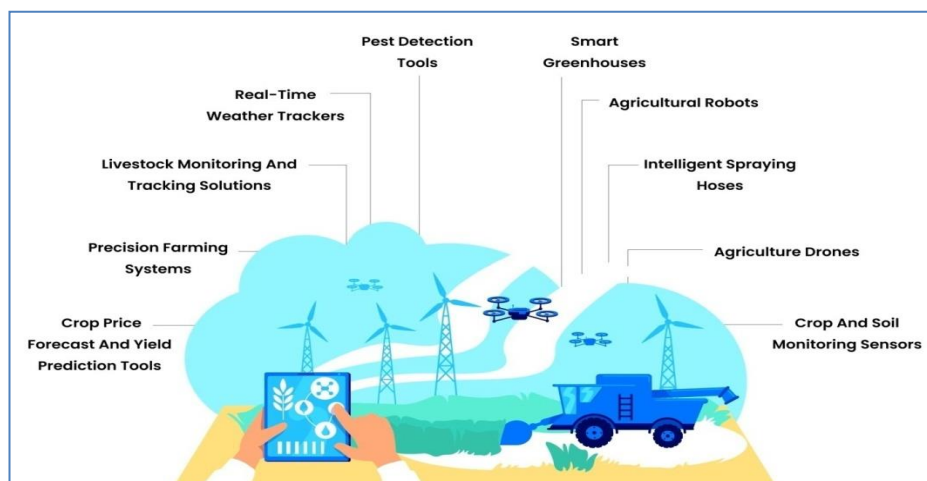 Pest Detection
Tools
Smart
Greenhouses
Real-Time
Weather Trackers
Agricultural Robots
Livestock Monitoring And
Tracking Solutions
Intelligent Spraying
Hoses
Precision Farming
Systems
Agriculture Drones
Crop Price
Forecast And Yield
Prediction Tools
Crop And Soil
Monitoring Sensors